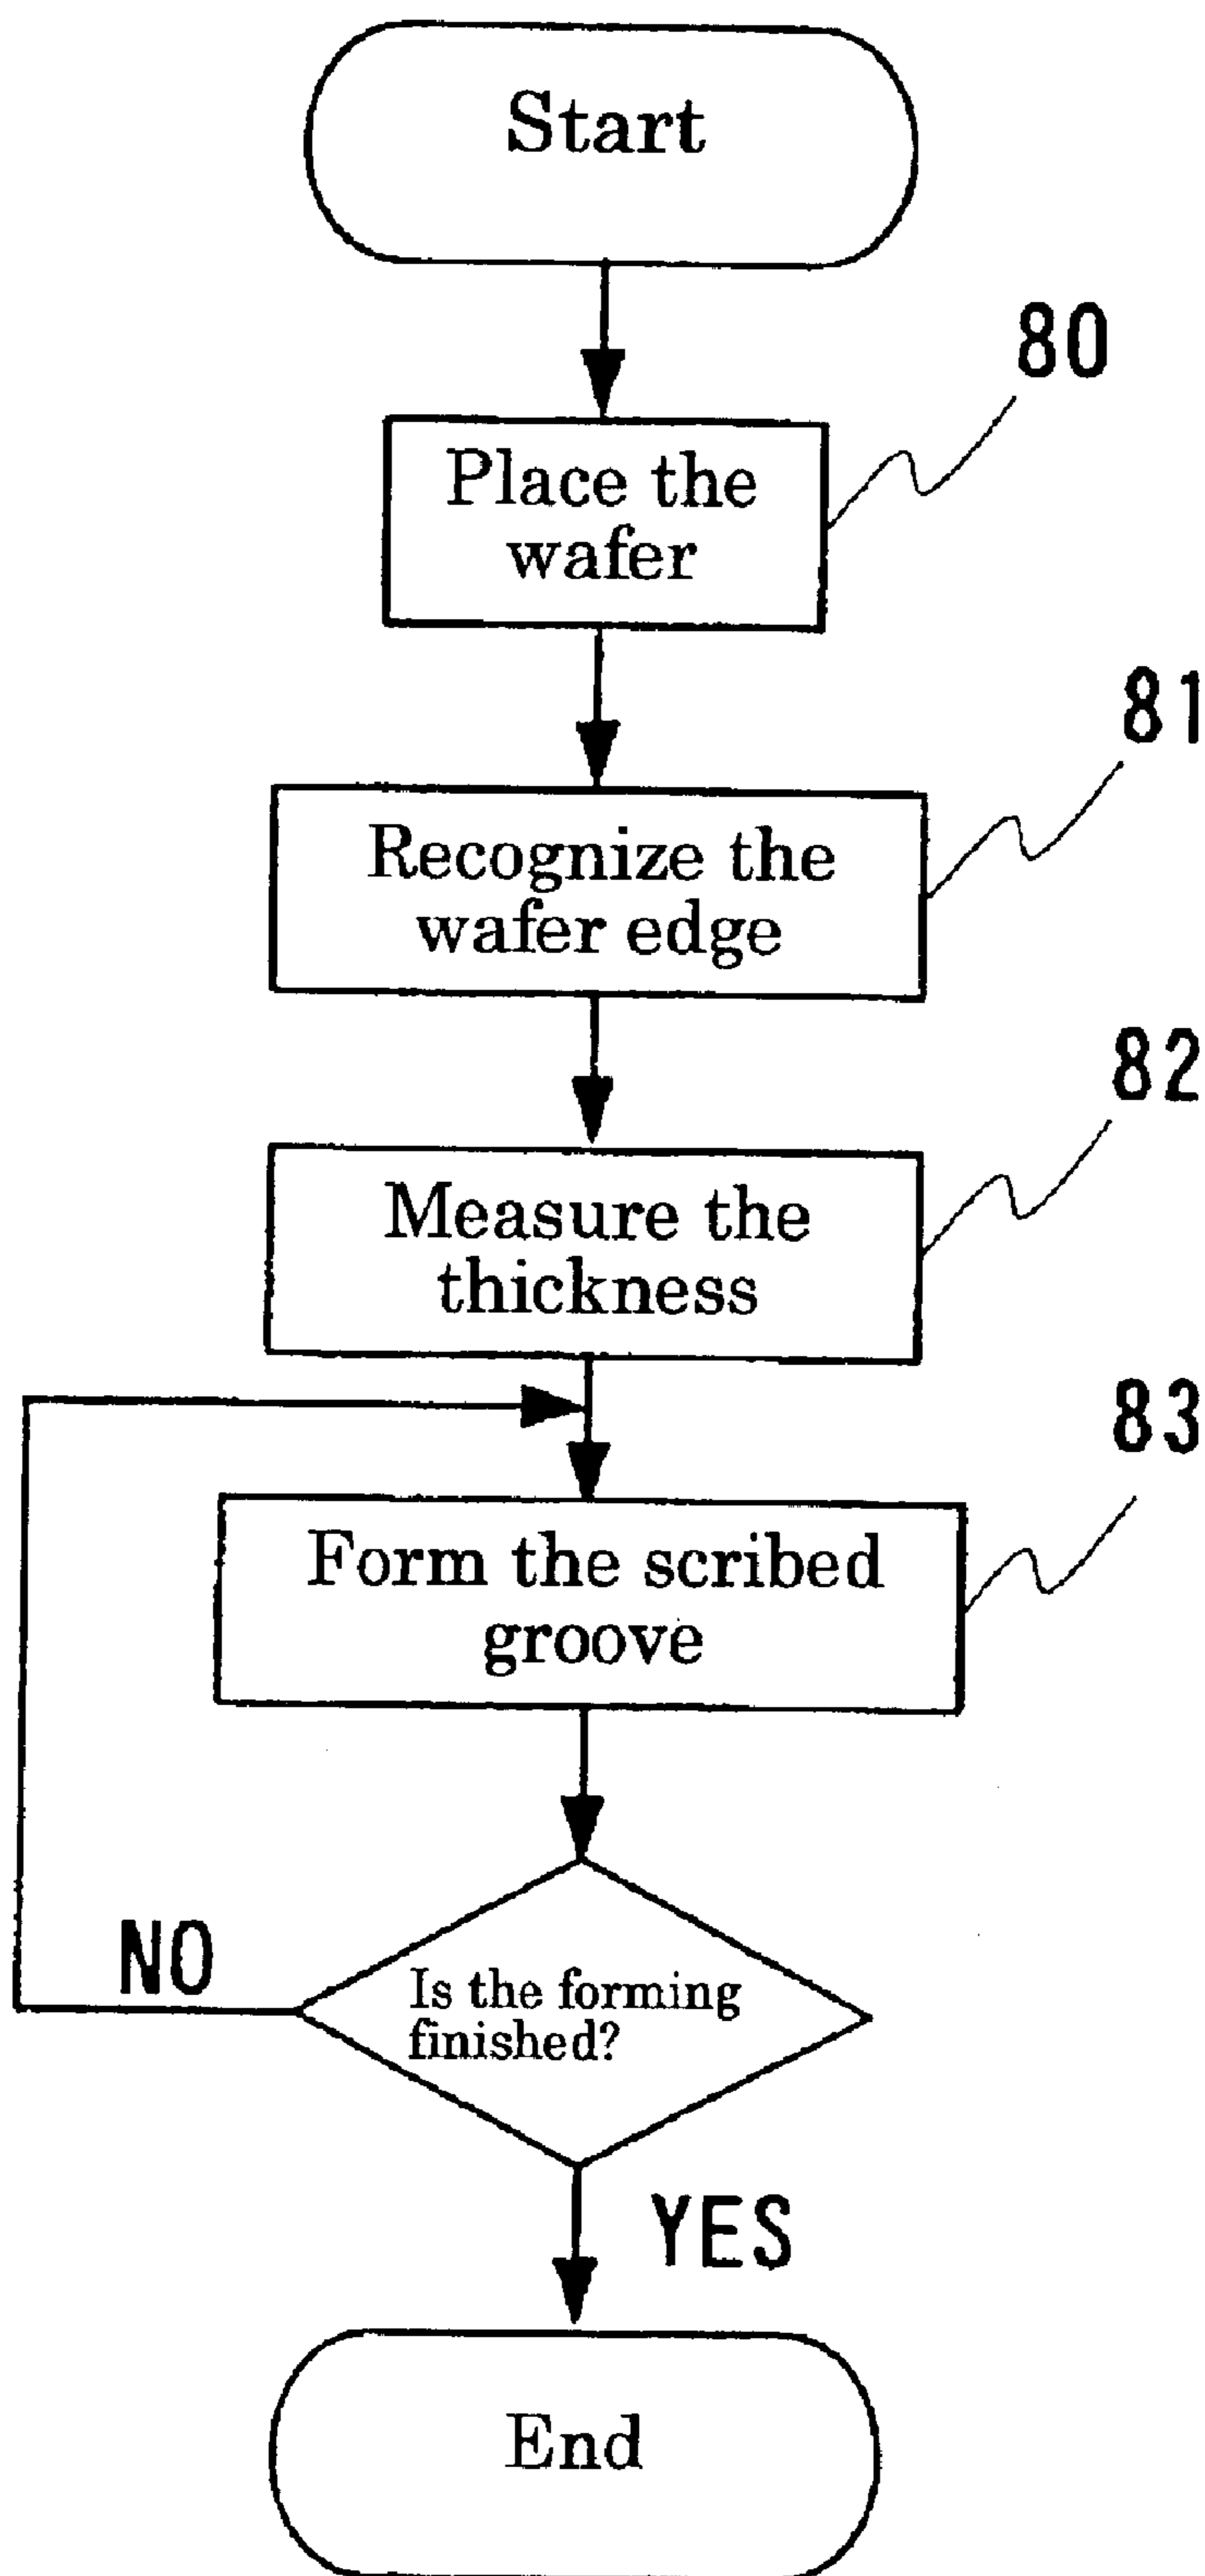 Start
80
Place the
wafer
81
Recognize the
wafer edge
82
Measure the
thickness
83
Form the scribed
groove
NO
Is the forming
finished?
YES
End